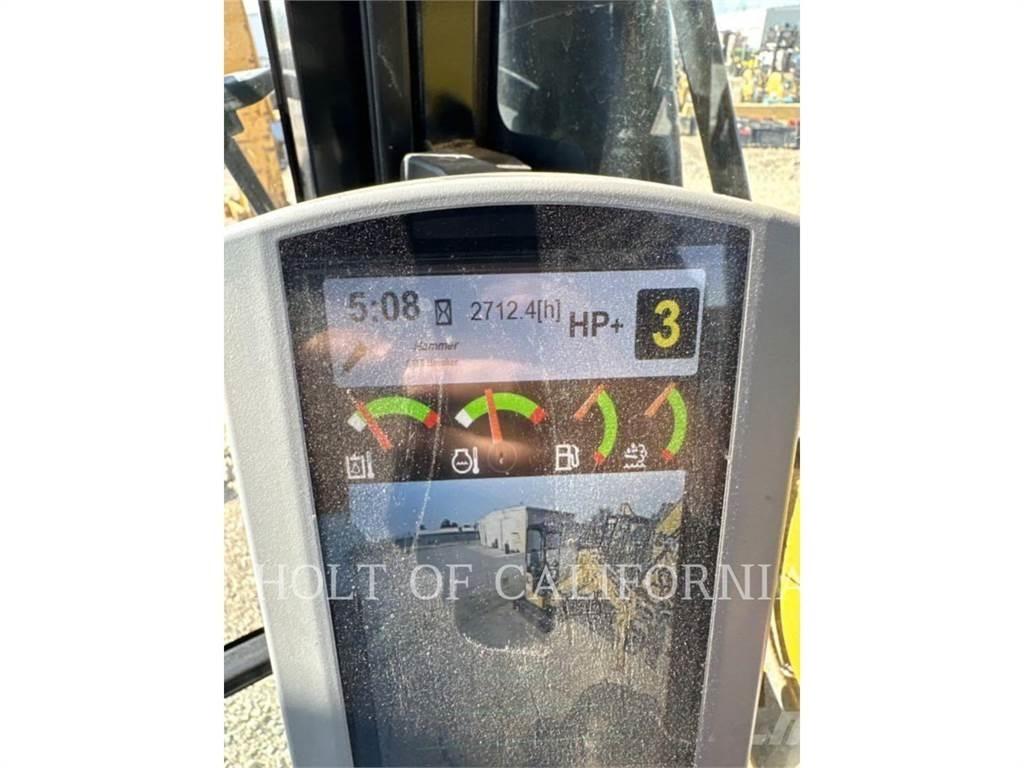 5:08
2712.4[h]
HP+
3
Hammer
HOLT OF CALIFORNIA